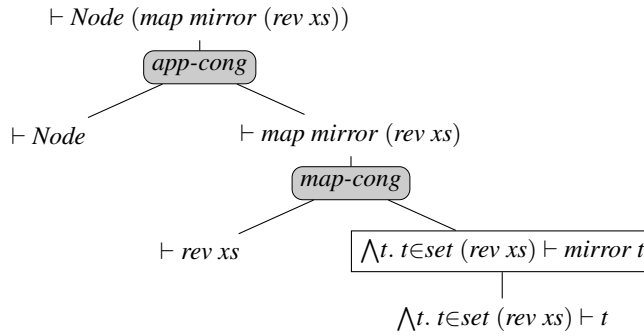 ⊢ Node (map mirror (rev xs))
app-cong
⊢ Node
⊢ map mirror (rev xs)
map-cong
⊢ rev xs
⋀t. t∈set (rev xs) ⊢ mirror t
⋀t. t∈set (rev xs) ⊢ t